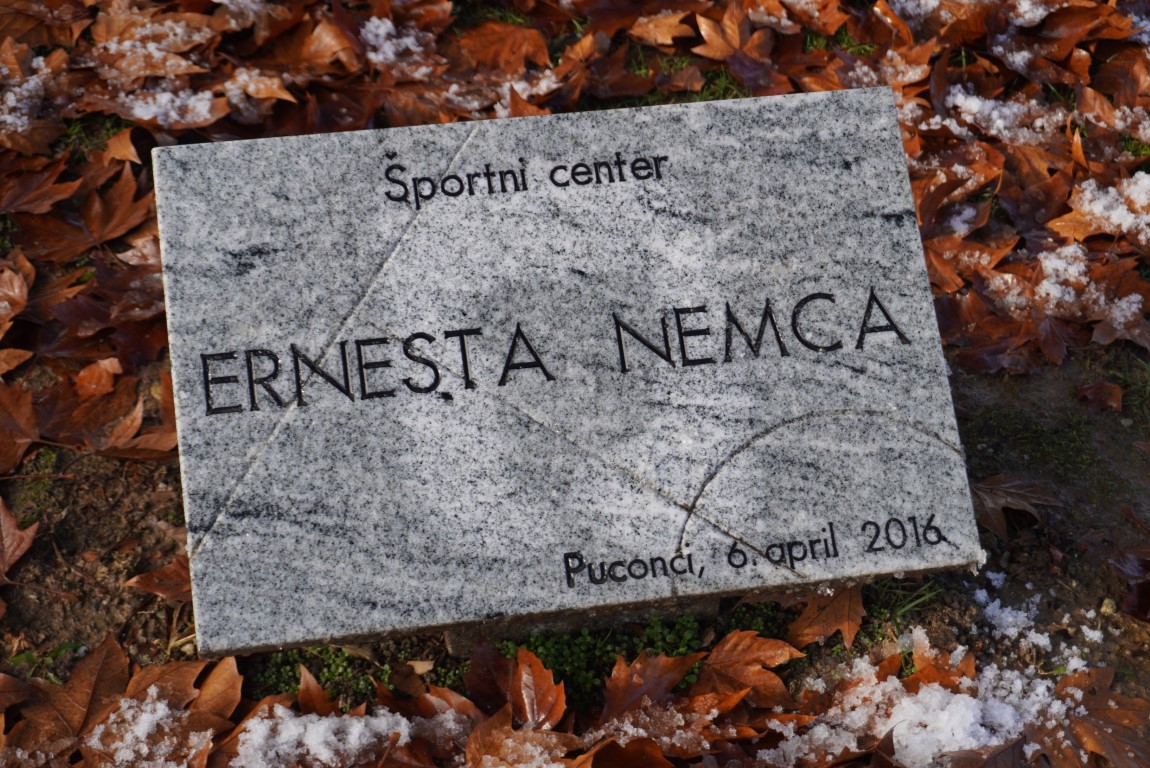 Športni center
ERNESTA NEMCA
Puconci, 6. april 2016